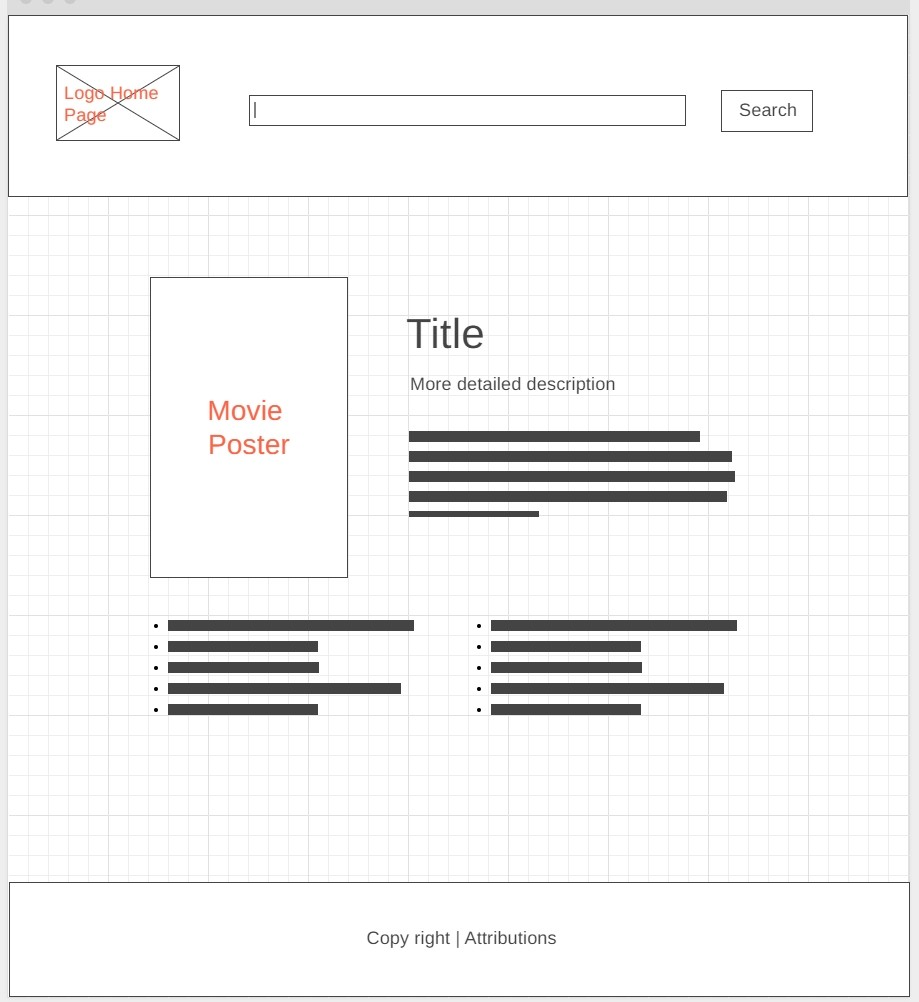 Logo Home
Page
Search
Movie
Poster
Title
More detailed description
Copy right | Attributions